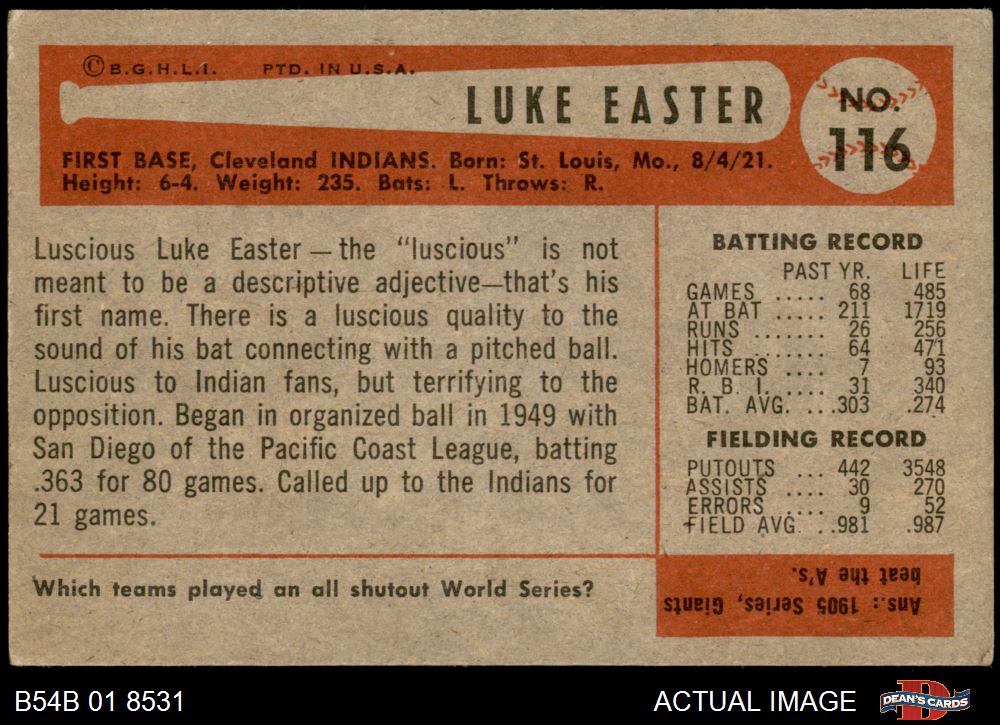 ©B.G.H.L.I. PTD. IN U.S.A.
LUKE EASTER
NO.
116
FIRST BASE, Cleveland INDIANS. Born: St. Louis, Mo., 8/4/21.
Height: 6-4. Weight: 235. Bats: L. Throws: R.
Luscious Luke Easter — the “luscious” is not
meant to be a descriptive adjective—that’s his
first name. There is a luscious quality to the
sound of his bat connecting with a pitched ball.
Luscious to Indian fans, but terrifying to the
opposition. Began in organized ball in 1949 with
San Diego of the Pacific Coast League, batting
.363 for 80 games. Called up to the Indians for
21 games.
BATTING RECORD
PAST YR. LIFE
GAMES ..... 68 485
AT BAT ..... 211 1719
RUNS ....... 26 256
HITS ....... 64 471
HOMERS .... 7 93
R. B. I. ..... 31 340
BAT. AVG. ...303 .274
FIELDING RECORD
PUTOUTS ... 442 3548
ASSISTS .... 30 270
ERRORS .... 9 52
FIELD AVG. ..981 .987
Which teams played an all shutout World Series?
Ans.: 1905 Series, Giants
beat the A's.
B54B 01 8531
ACTUAL IMAGE
DEAN'S CARDS